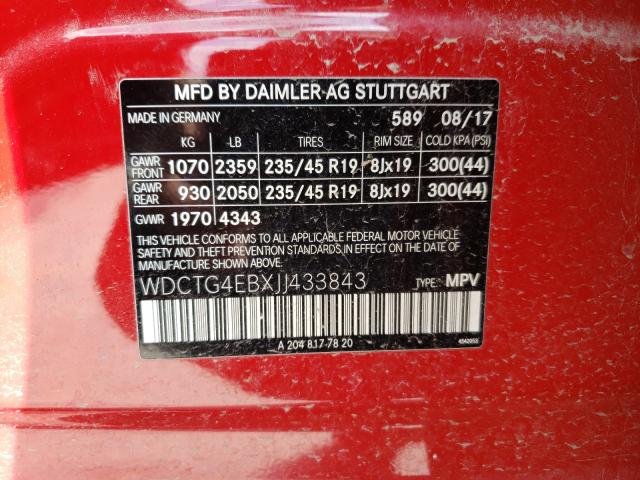 MFD BY DAIMLER AG STUTTGART
MADE IN GERMANY 589 08/17
KG LB TIRES RIM SIZE COLD KPA (PSI)
GAWR FRONT 1070 2359 235/45 R19 8Jx19 300(44)
GAWR REAR 930 2050 235/45 R19 8Jx19 300(44)
GVWR 1970 4343
THIS VEHICLE CONFORMS TO ALL APPLICABLE FEDERAL MOTOR VEHICLE
SAFETY, BUMPER AND THEFT PREVENTION STANDARDS IN EFFECT ON THE DATE
OF MANUFACTURE SHOWN ABOVE.
WDCTG4EBXJJ433843 TYPE: MPV
A 204 817 78 20